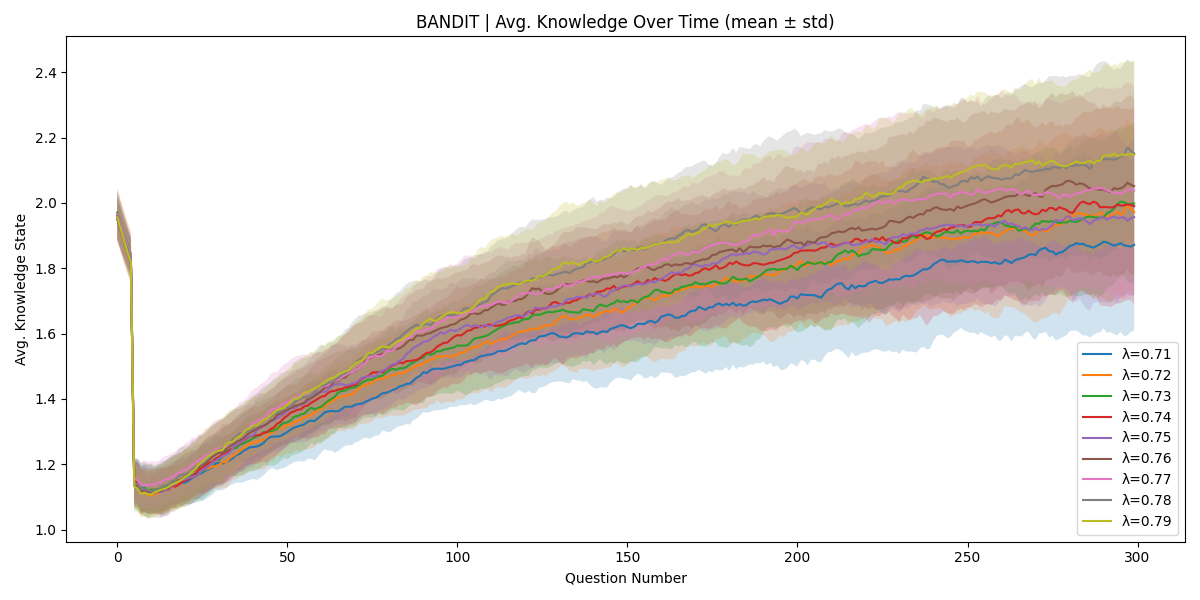 BANDIT | Avg. Knowledge Over Time (mean ± std)
Avg. Knowledge State
2.4
2.2
2.0
1.8
1.6
1.4
1.2
1.0
0 50 100 150 200 250 300
Question Number
λ=0.71
λ=0.72
λ=0.73
λ=0.74
λ=0.75
λ=0.76
λ=0.77
λ=0.78
λ=0.79